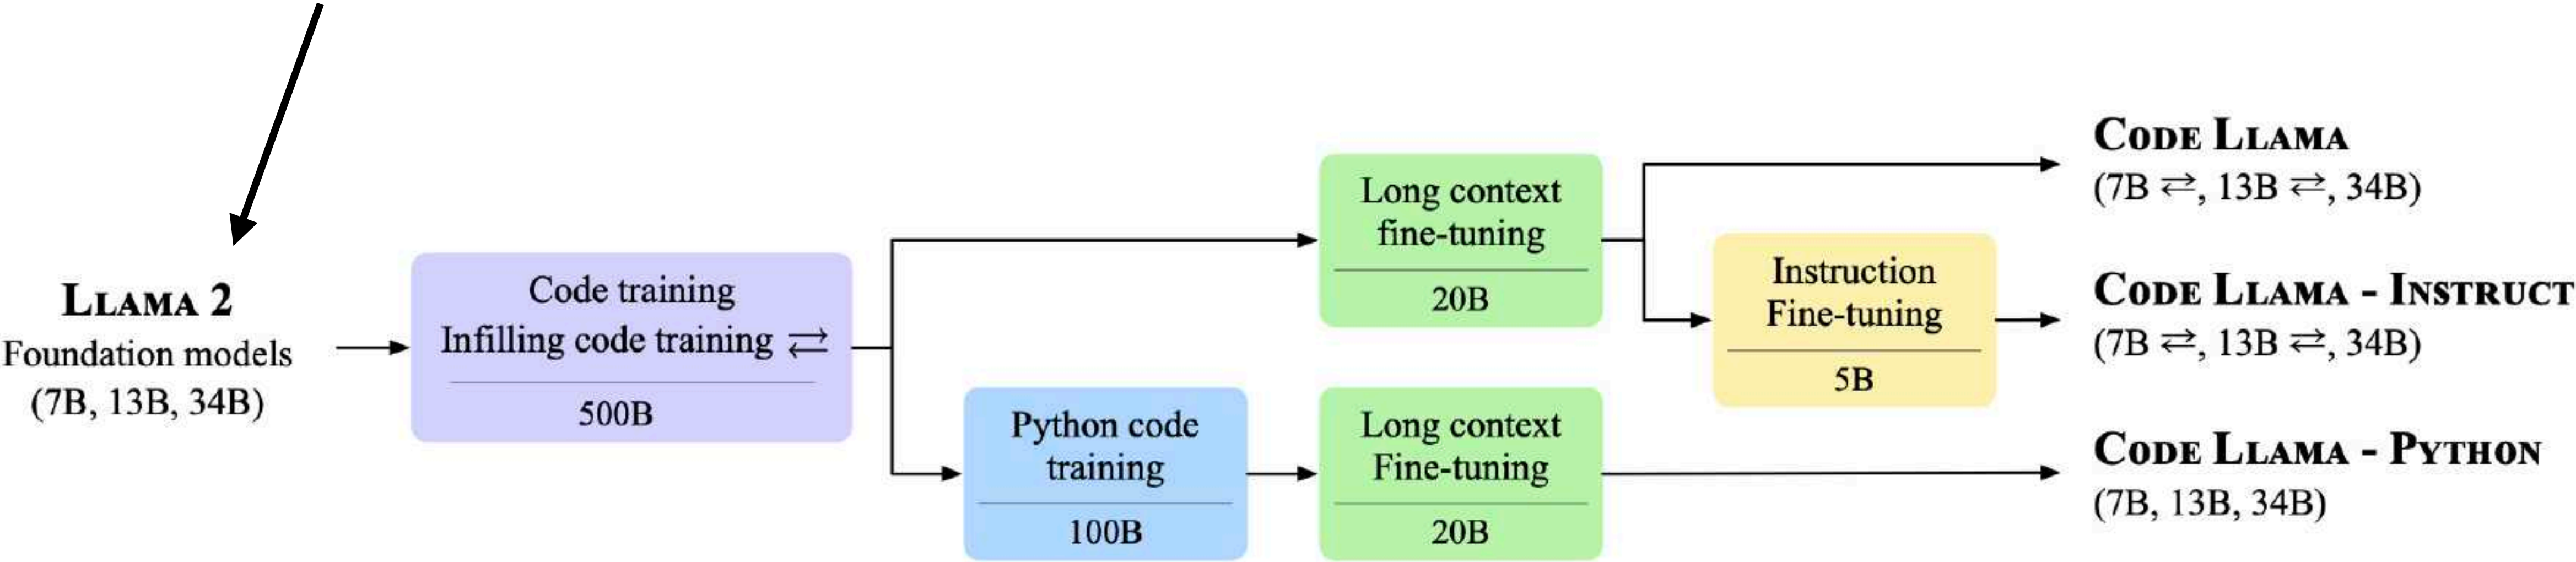 LLAMA 2
Foundation models
(7B, 13B, 34B)
Code training
Infilling code training ⇄
500B
Long context
fine-tuning
20B
Python code
training
100B
Long context
Fine-tuning
20B
Instruction
Fine-tuning
5B
CODE LLAMA
(7B ⇄, 13B ⇄, 34B)
CODE LLAMA - INSTRUCT
(7B ⇄, 13B ⇄, 34B)
CODE LLAMA - PYTHON
(7B, 13B, 34B)